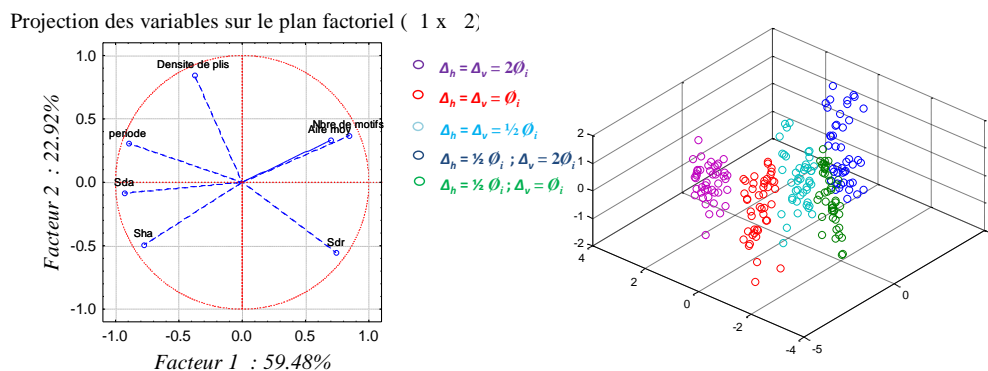 Projection des variables sur le plan factoriel ( 1 x 2)
1.0
0.5
0.0
-0.5
-1.0
Facteur 2 : 22.92%
Densite de plis
Nbre de motifs
Aire moy
periode
Sda
Sha
Sdr
-1.0 -0.5 0.0 0.5 1.0
Facteur 1 : 59.48%
Δh = Δv = 2Øi
Δh = Δv = Øi
Δh = Δv = ½ Øi
Δh = ½ Øi ; Δv = 2Øi
Δh = ½ Øi ; Δv = Øi
2
1
0
-1
-2
4 2 0 -2 -4
-5 0